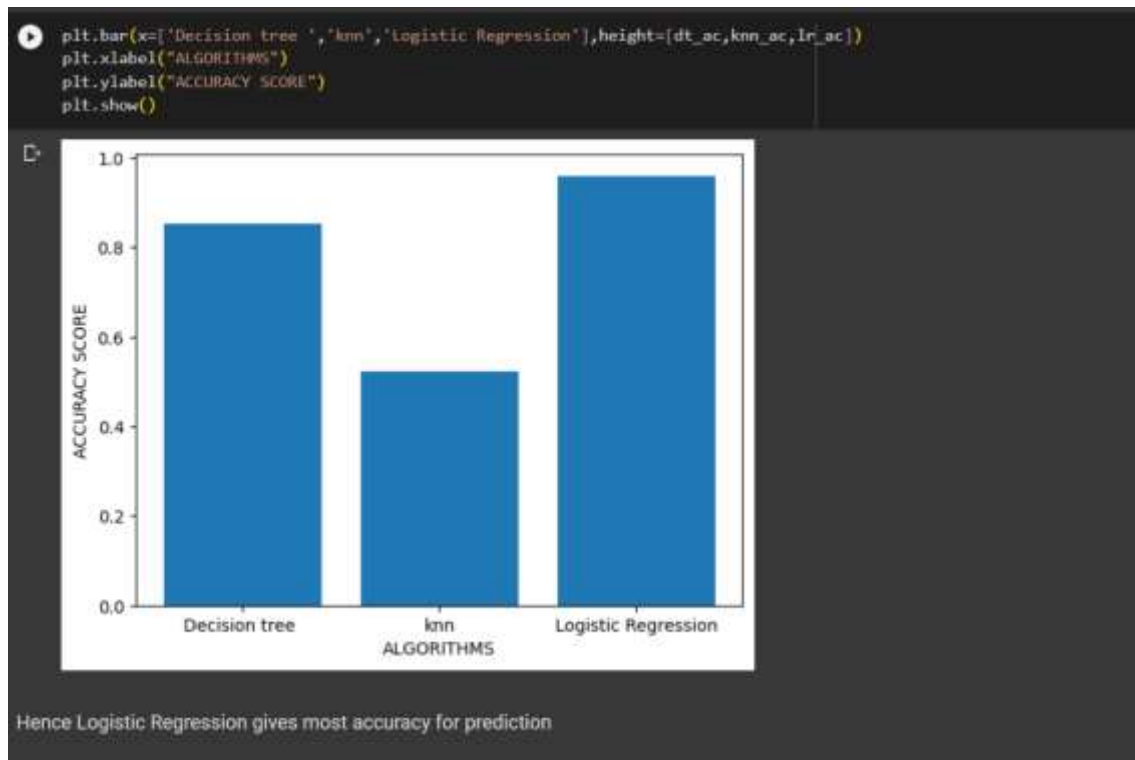 plt.bar(x=['Decision tree ','knn','Logistic Regression'],height=[dt_ac,knn_ac,lr_ac])
plt.xlabel("ALGORITHMS")
plt.ylabel("ACCURACY SCORE")
plt.show()
1.0
0.8
0.6
0.4
0.2
0.0
ACCURACY SCORE
Decision tree knn Logistic Regression
ALGORITHMS
Hence Logistic Regression gives most accuracy for prediction